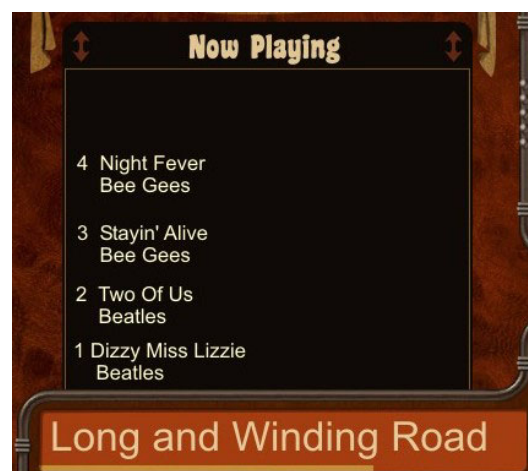 Now Playing
4 Night Fever
Bee Gees
3 Stayin' Alive
Bee Gees
2 Two Of Us
Beatles
1 Dizzy Miss Lizzie
Beatles
Long and Winding Road